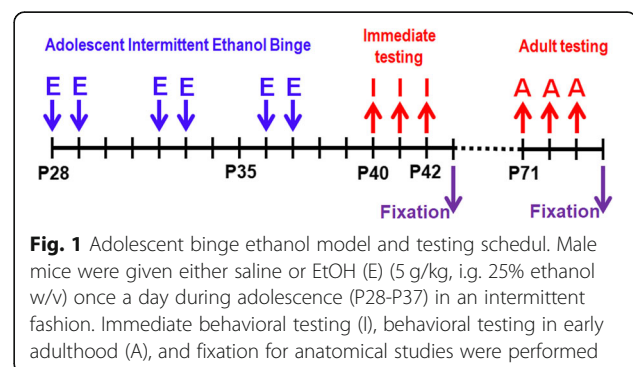 Adolescent Intermittent Ethanol Binge
Immediate testing
Adult testing
E E E E E E I I I A A A
P28 P35 P40 P42 P71
Fixation Fixation
Fig. 1 Adolescent binge ethanol model and testing schedul. Male
mice were given either saline or EtOH (E) (5 g/kg, i.g. 25% ethanol
w/v) once a day during adolescence (P28-P37) in an intermittent
fashion. Immediate behavioral testing (I), behavioral testing in early
adulthood (A), and fixation for anatomical studies were performed